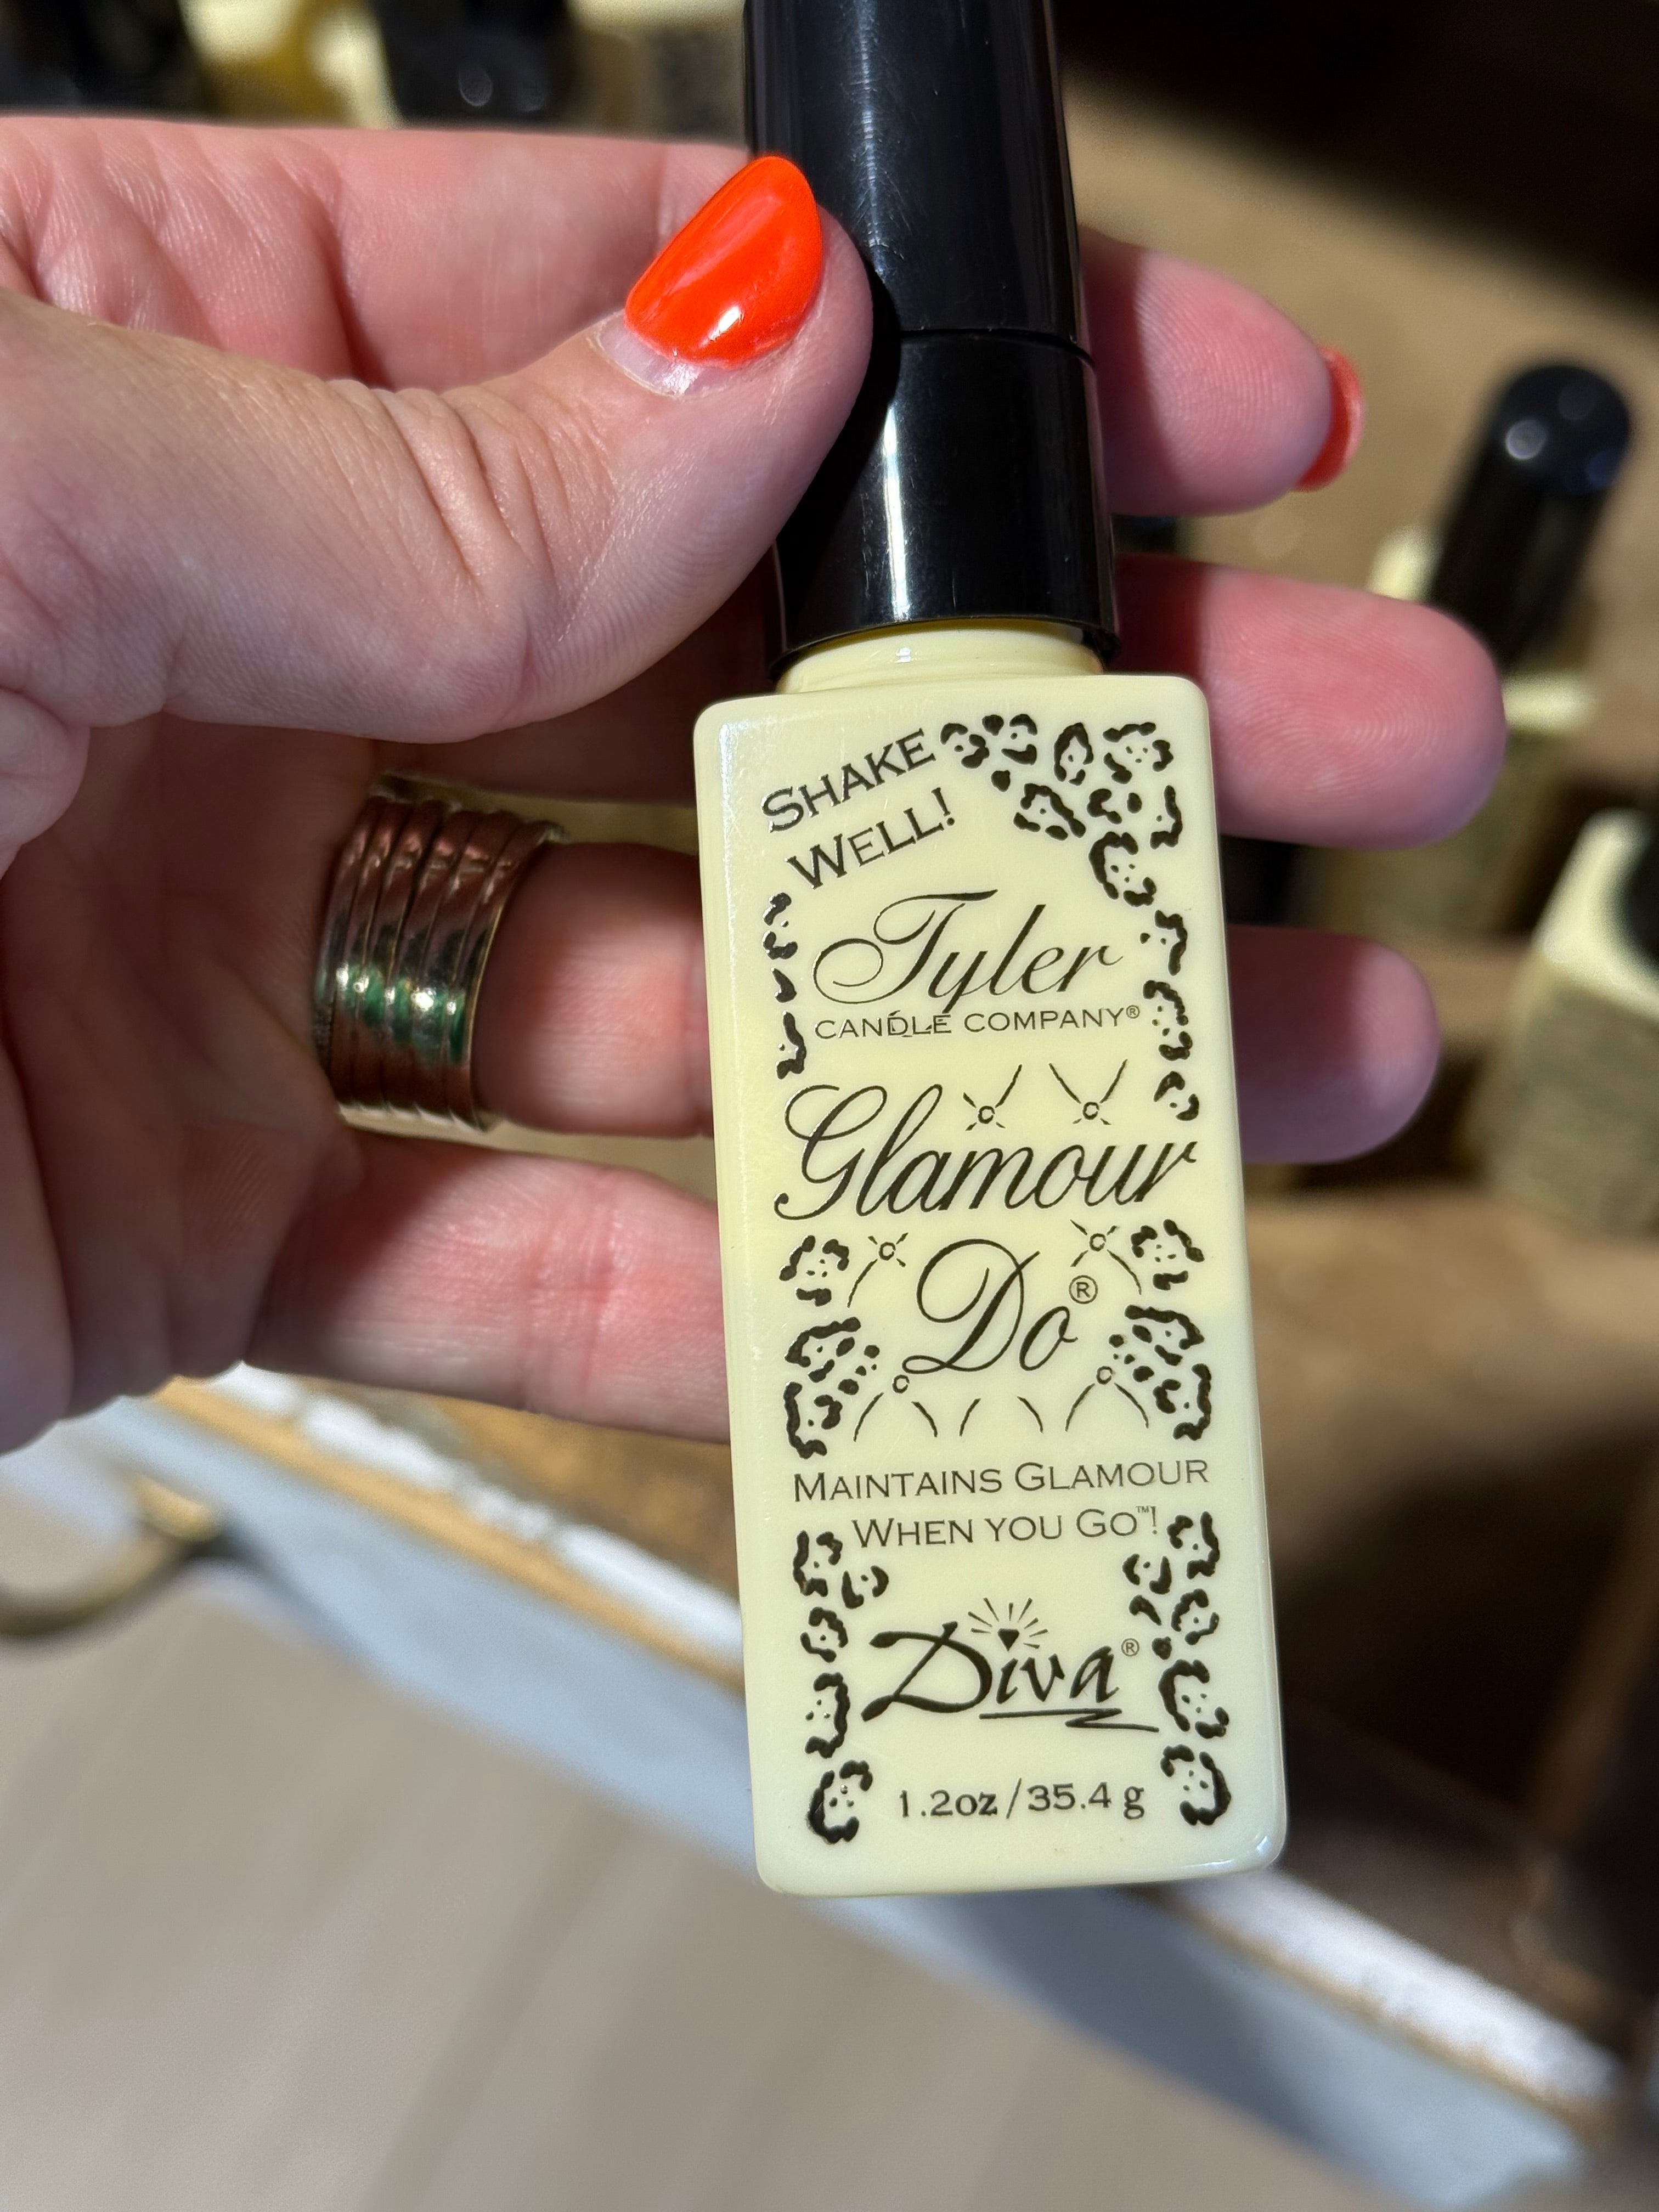 SHAKE
WELL!
Tyler
CANDLE COMPANY®
Glamour
Do®
MAINTAINS GLAMOUR
WHEN YOU GO™!
Diva®
1.2oz/35.4 g